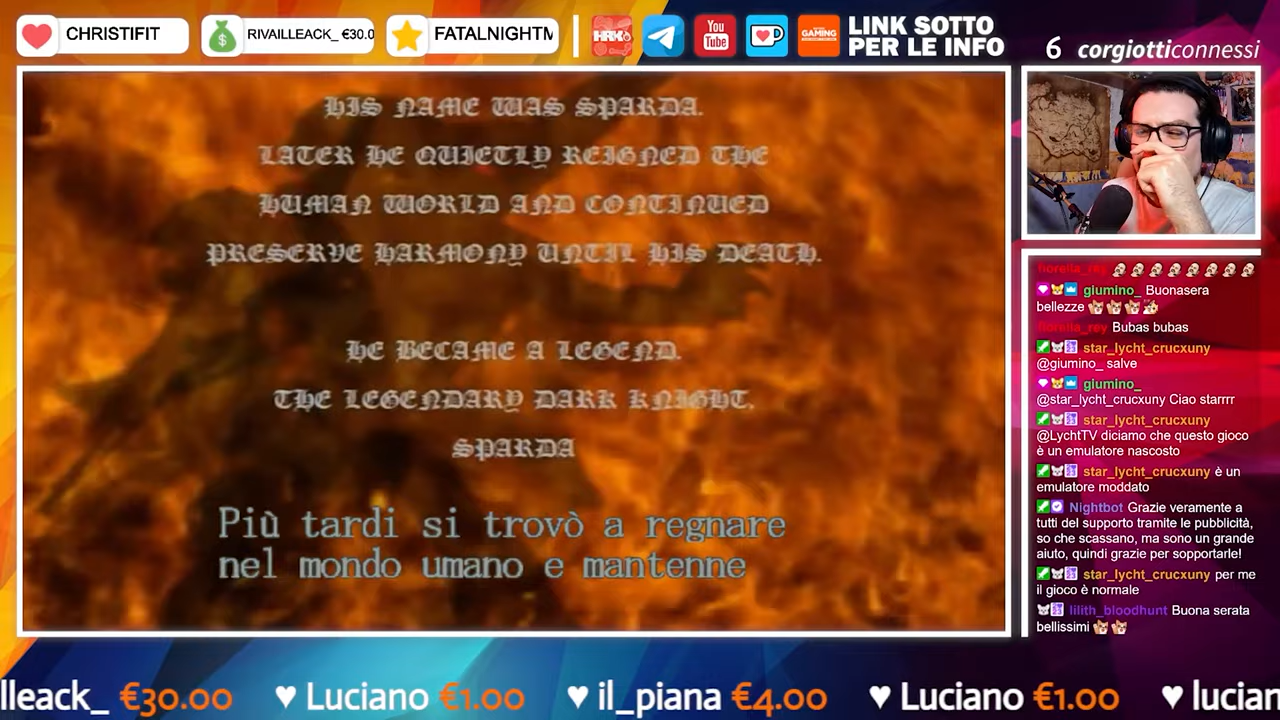 CHRISTIFIT
RIVAILLEACK_ €30.0
FATALNIGHTM
HRK
You
Tube
GAMING
LINK SOTTO
PER LE INFO
6 corgiotticonnessi
HIS NAME WAS SPARDA.
LATER HE QUIETLY REIGNED THE
HUMAN WORLD AND CONTINUED
PRESERVE HARMONY UNTIL HIS DEATH.
HE BECAME A LEGEND.
THE LEGENDARY DARK KNIGHT,
SPARDA
Più tardi si trovò a regnare
nel mondo umano e mantenne
fiorella_rey
giumino_ Buonasera
bellezze
fiorella_rey Bubas bubas
star_lycht_crucxuny
@giumino_ salve
giumino_
@star_lycht_crucxuny Ciao starrrr
star_lycht_crucxuny
@LychtTV diciamo che questo gioco
è un emulatore nascosto
star_lycht_crucxuny è un
emulatore moddato
Nightbot Grazie veramente a
tutti del supporto tramite le pubblicità,
so che scassano, ma sono un grande
aiuto, quindi grazie per sopportarle!
star_lycht_crucxuny per me
il gioco è normale
lilith_bloodhunt Buona serata
bellissimi
lleack_ €30.00 ♥ Luciano €1.00 ♥ il_piana €4.00 ♥ Luciano €1.00 ♥ lucian